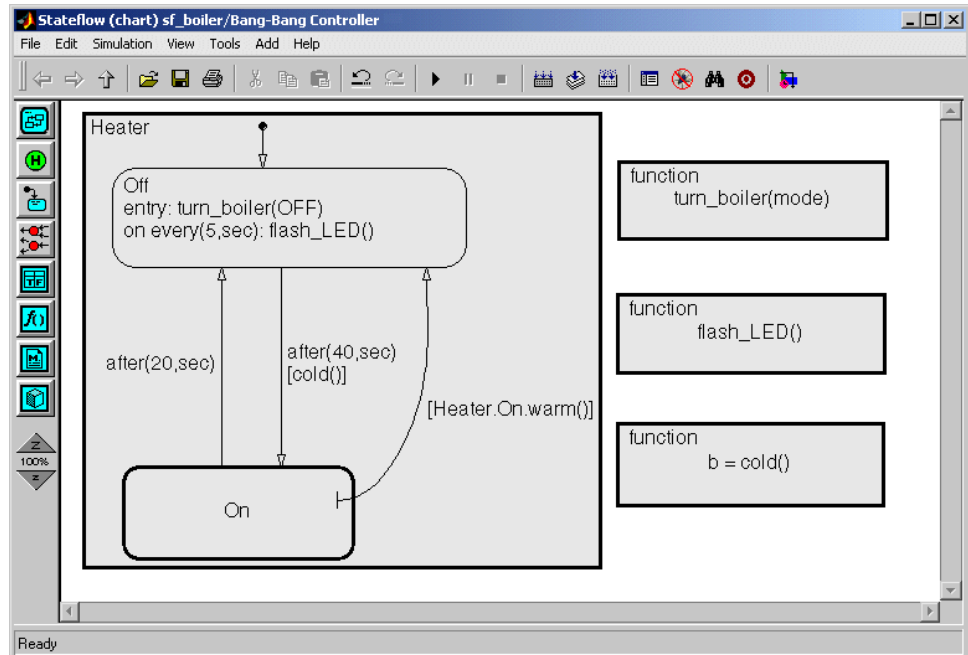 Stateflow (chart) sf_boiler/Bang-Bang Controller
File Edit Simulation View Tools Add Help
Heater
Off
entry: turn_boiler(OFF)
on every(5,sec): flash_LED()
after(20,sec)
after(40,sec)
[cold()]
[Heater.On.warm()]
On
function
turn_boiler(mode)
function
flash_LED()
function
b = cold()
H
TF
f()
M
Z
100%
z
Ready